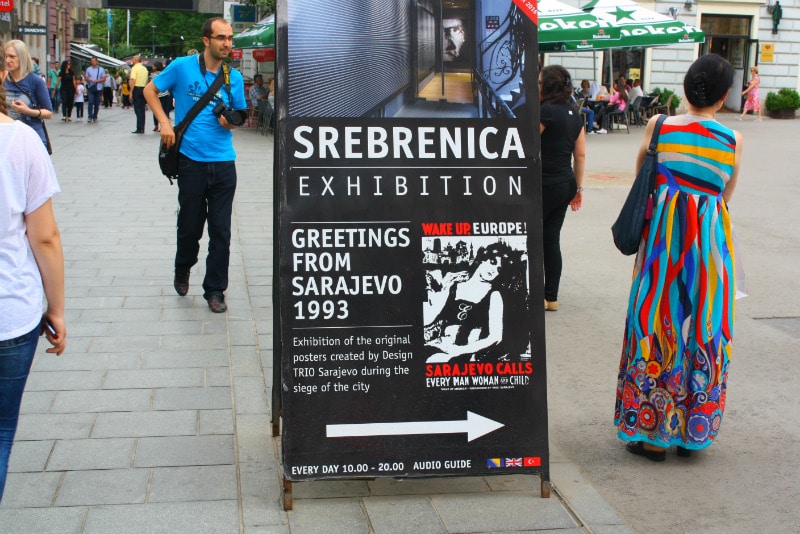 SREBRENICA
EXHIBITION
GREETINGS
FROM
SARAJEVO
1993
Exhibition of the original
posters created by Design
TRIO Sarajevo during the
siege of the city
WAKE UP, EUROPE!
SARAJEVO CALLS
EVERY MAN WOMAN AND CHILD
EVERY DAY 10.00 - 20.00 AUDIO GUIDE
Heineken